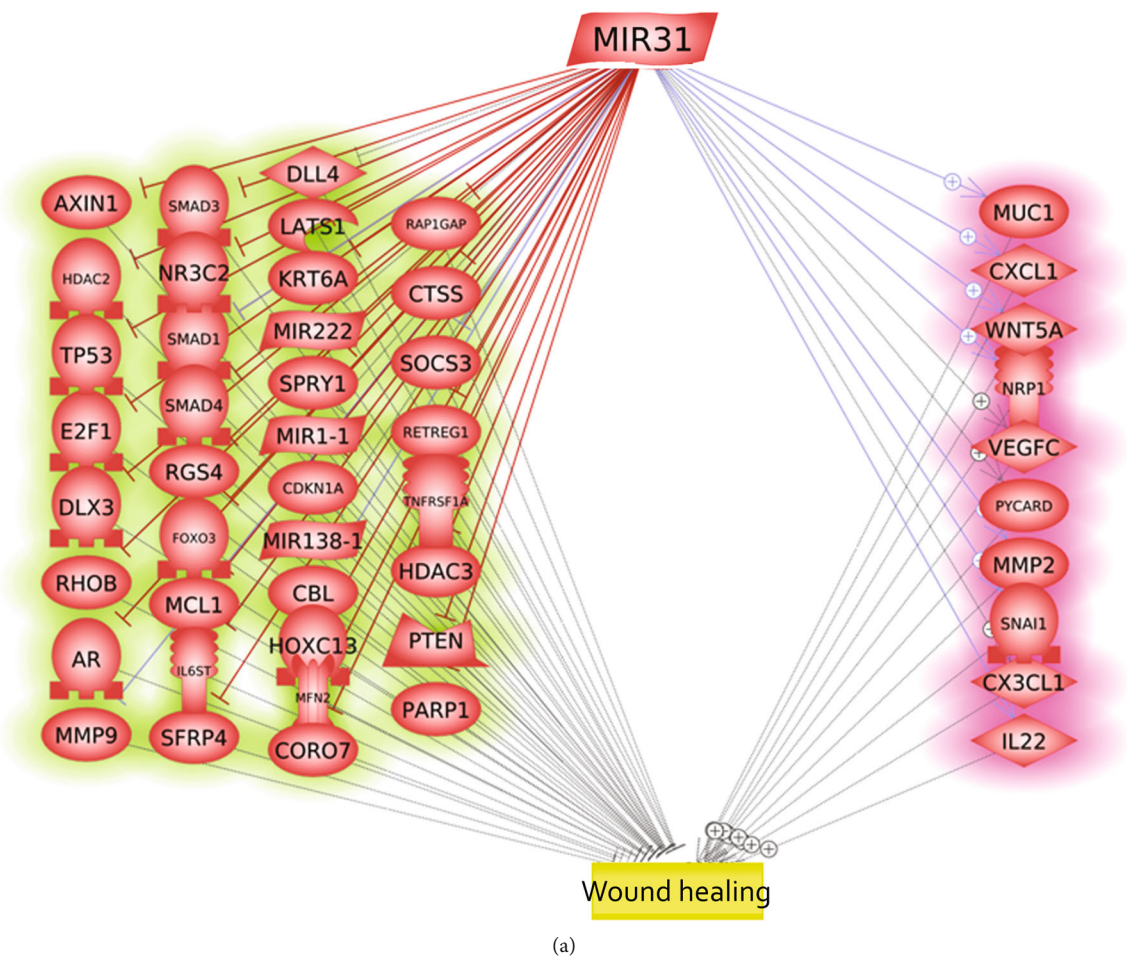 MIR31
AXIN1
HDAC2
TP53
E2F1
DLX3
RHOB
AR
MMP9
SMAD3
NR3C2
SMAD1
SMAD4
RGS4
FOXO3
MCL1
IL6ST
SFRP4
DLL4
LATS1
KRT6A
MIR222
SPRY1
MIR1-1
CDKN1A
MIR138-1
CBL
HOXC13
MFN2
CORO7
RAP1GAP
CTSS
SOCS3
RETREG1
TNFRSF1A
HDAC3
PTEN
PARP1
MUC1
CXCL1
WNT5A
NRP1
VEGFC
PYCARD
MMP2
SNAI1
CX3CL1
IL22
Wound healing
(a)